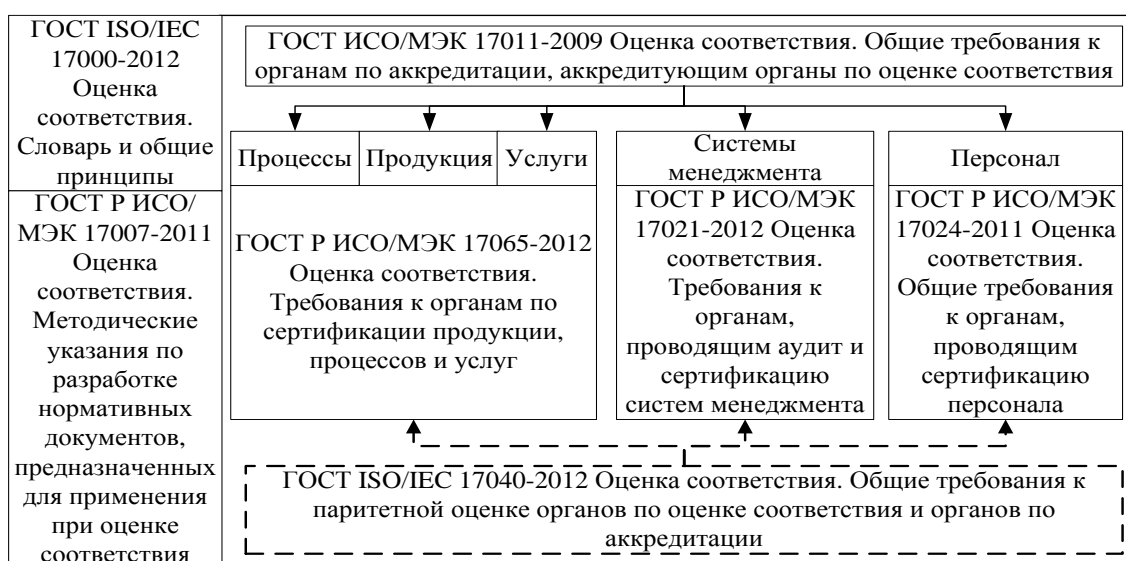 ГОСТ ISO/IEC
17000-2012
Оценка
соответствия.
Словарь и общие
принципы
ГОСТ Р ИСО/
МЭК 17007-2011
Оценка
соответствия.
Методические
указания по
разработке
нормативных
документов,
предназначенных
для применения
при оценке
соответствия
ГОСТ ИСО/МЭК 17011-2009 Оценка соответствия. Общие требования к
органам по аккредитации, аккредитующим органы по оценке соответствия
Процессы
Продукция
Услуги
Системы
менеджмента
Персонал
ГОСТ Р ИСО/МЭК 17065-2012
Оценка соответствия.
Требования к органам по
сертификации продукции,
процессов и услуг
ГОСТ Р ИСО/МЭК
17021-2012 Оценка
соответствия.
Требования к
органам,
проводящим аудит и
сертификацию
систем менеджмента
ГОСТ Р ИСО/МЭК
17024-2011 Оценка
соответствия.
Общие требования
к органам,
проводящим
сертификацию
персонала
ГОСТ ISO/IEC 17040-2012 Оценка соответствия. Общие требования к
паритетной оценке органов по оценке соответствия и органов по
аккредитации